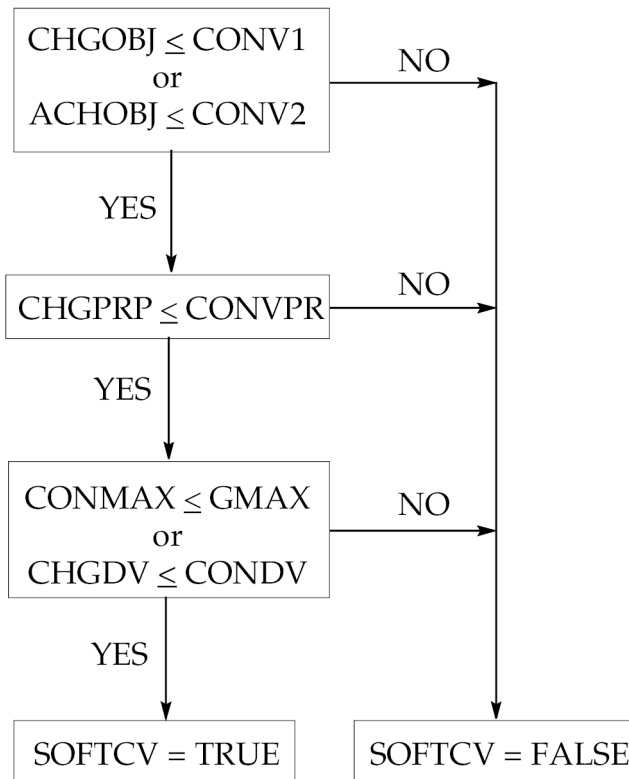 CHGOBJ ≤ CONV1
or
ACHOBJ ≤ CONV2
NO
YES
CHGPRP ≤ CONVPR
NO
YES
CONMAX ≤ GMAX
or
CHGDV ≤ CONDV
NO
YES
SOFTCV = TRUE
SOFTCV = FALSE